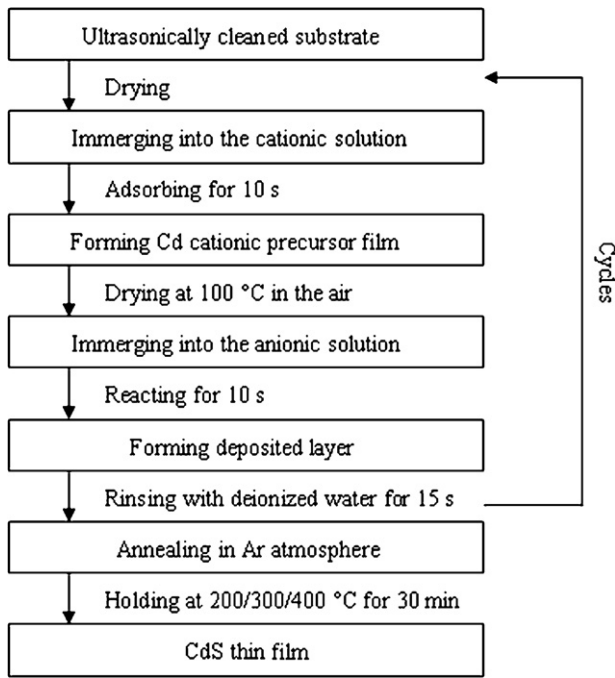 Ultrasonically cleaned substrate
Drying
Immerging into the cationic solution
Adsorbing for 10 s
Forming Cd cationic precursor film
Drying at 100 °C in the air
Immerging into the anionic solution
Reacting for 10 s
Forming deposited layer
Rinsing with deionized water for 15 s
Annealing in Ar atmosphere
Holding at 200/300/400 °C for 30 min
CdS thin film
Cycles